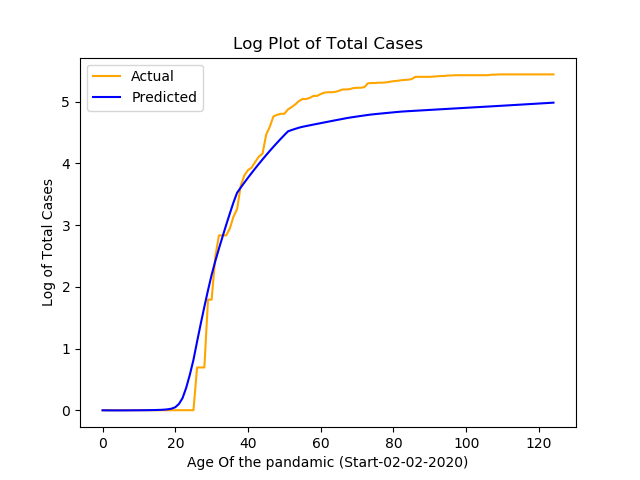 Log Plot of Total Cases
Actual
Predicted
Log of Total Cases
5
4
3
2
1
0
0 20 40 60 80 100 120
Age Of the pandamic (Start-02-02-2020)